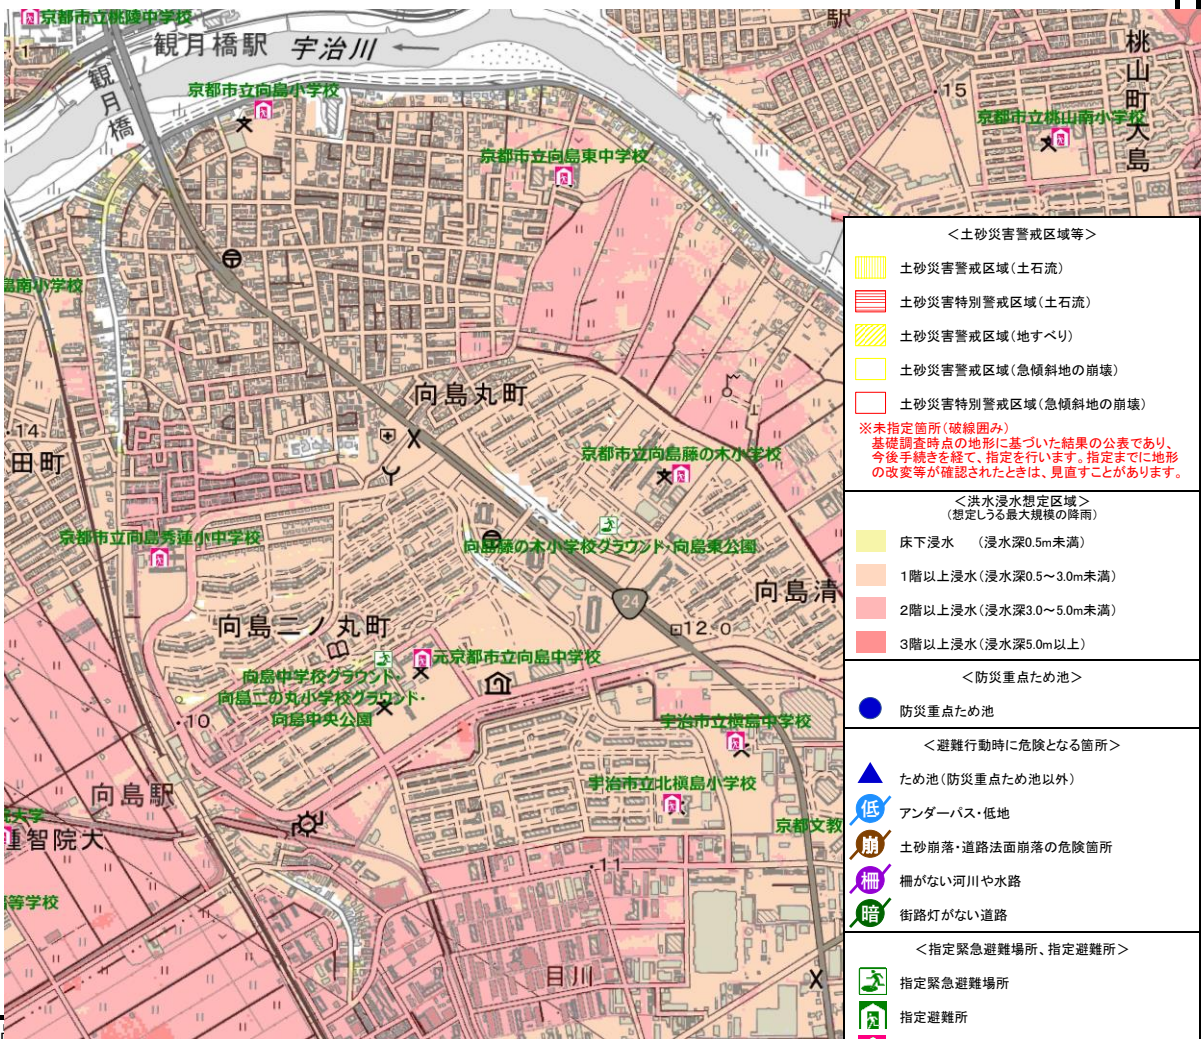 京都市立桃陵中学校
観月橋駅
宇治川
駅
桃山町大島
・1
観月橋
京都市立向島小学校
・15
京都市立桃山南小学校
京都市立向島東中学校
島南小学校
向島丸町
・14
田町
京都市立向島藤の木小学校
京都市立向島秀蓮小中学校
向島藤の木小学校グラウンド・向島東公園
24
向島清
向島二ノ丸町
12.0
元京都市立向島中学校
向島中学校グラウンド・
向島二の丸小学校グラウンド・
向島中央公園
・10
宇治市立槇島中学校
向島駅
宇治市立北槇島小学校
大学
智院大
京都文教
・11
等学校
目川
<土砂災害警戒区域等>
土砂災害警戒区域(土石流)
土砂災害特別警戒区域(土石流)
土砂災害警戒区域(地すべり)
土砂災害警戒区域(急傾斜地の崩壊)
土砂災害特別警戒区域(急傾斜地の崩壊)
※未指定箇所(破線囲み)
基礎調査時点の地形に基づいた結果の公表であり、
今後手続きを経て、指定を行います。指定までに地形
の改変等が確認されたときは、見直すことがあります。
<洪水浸水想定区域>
(想定しうる最大規模の降雨)
床下浸水 (浸水深0.5m未満)
1階以上浸水(浸水深0.5~3.0m未満)
2階以上浸水(浸水深3.0~5.0m未満)
3階以上浸水(浸水深5.0m以上)
<防災重点ため池>
防災重点ため池
<避難行動時に危険となる箇所>
ため池(防災重点ため池以外)
低 アンダーパス・低地
崩 土砂崩落・道路法面崩落の危険箇所
柵 柵がない河川や水路
暗 街路灯がない道路
<指定緊急避難場所、指定避難所>
指定緊急避難場所
指定避難所